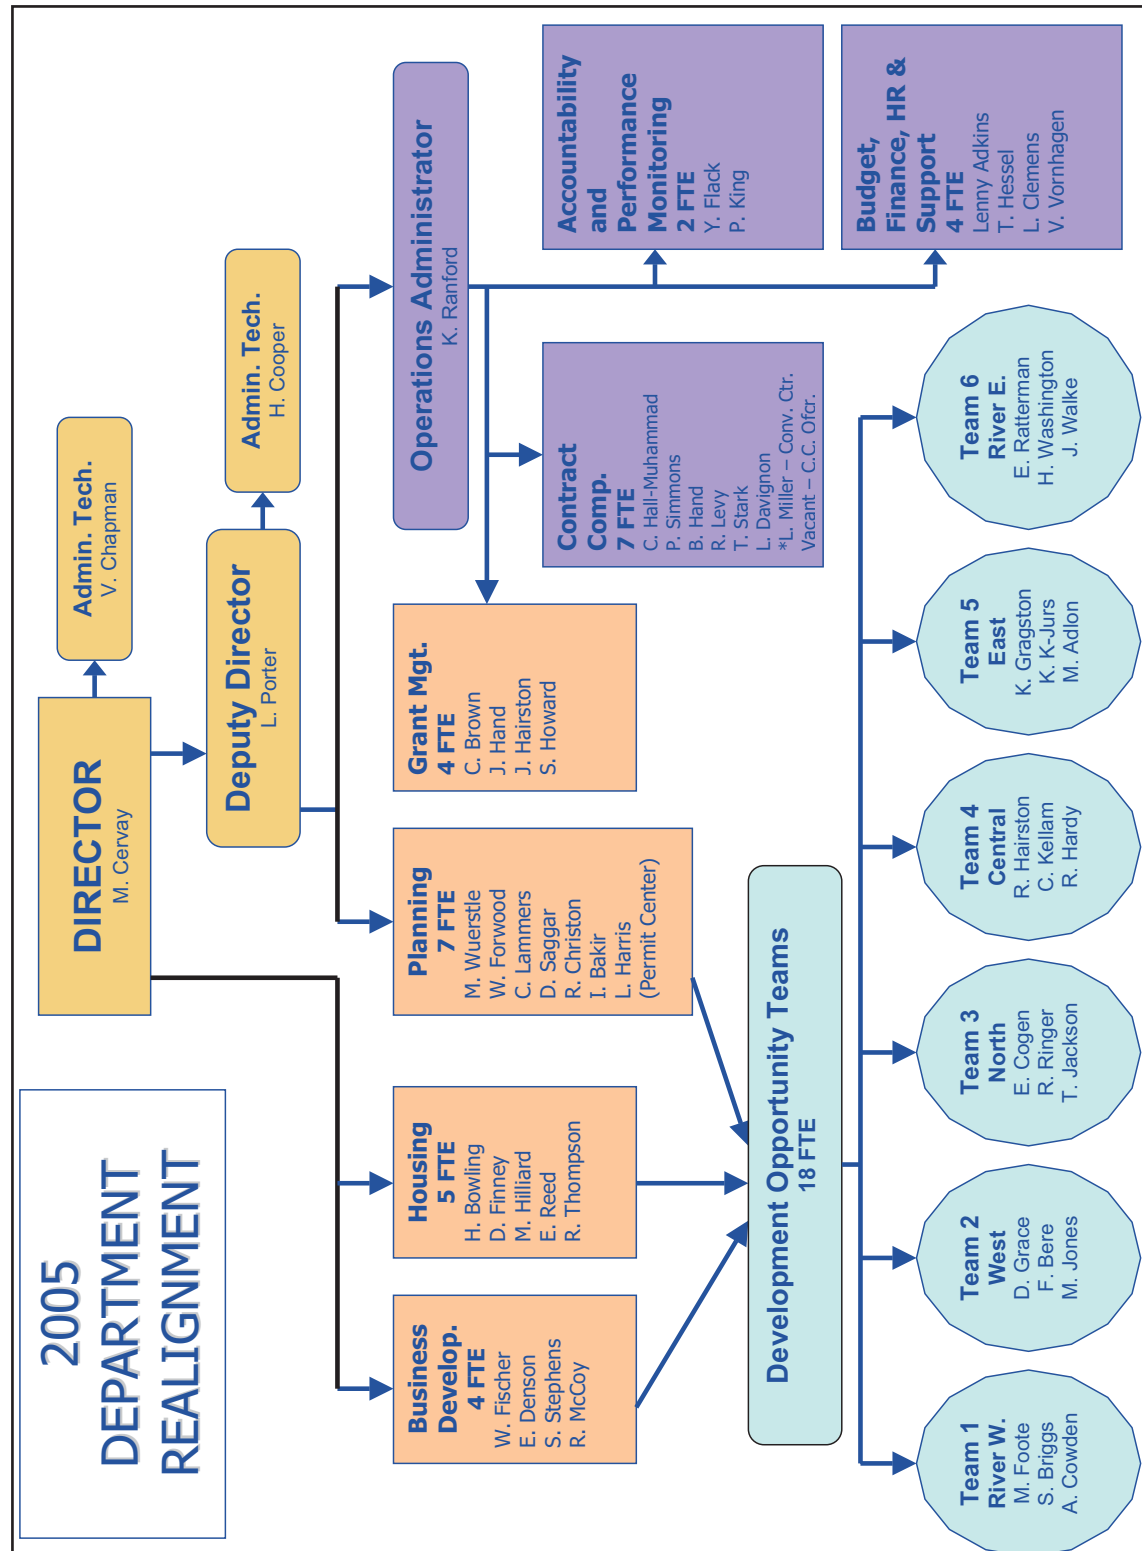 2005
DEPARTMENT
REALIGNMENT
DIRECTOR
M. Cervay
Admin. Tech.
V. Chapman
Deputy Director
L. Porter
Admin. Tech.
H. Cooper
Business
Develop.
4 FTE
W. Fischer
E. Denson
S. Stephens
R. McCoy
Housing
5 FTE
H. Bowling
D. Finney
M. Hilliard
E. Reed
R. Thompson
Planning
7 FTE
M. Wuerstle
W. Forwood
C. Lammers
D. Saggar
R. Christon
I. Bakir
L. Harris
(Permit Center)
Grant Mgt.
4 FTE
C. Brown
J. Hand
J. Hairston
S. Howard
Operations Administrator
K. Ranford
Contract
Comp.
7 FTE
C. Hall-Muhammad
P. Simmons
B. Hand
R. Levy
T. Stark
L. Davignon
*L. Miller – Conv. Ctr.
Vacant – C.C. Ofcr.
Accountability
and
Performance
Monitoring
2 FTE
Y. Flack
P. King
Budget,
Finance, HR &
Support
4 FTE
Lenny Adkins
T. Hessel
L. Clemens
V. Vornhagen
Development Opportunity Teams
18 FTE
Team 1
River W.
M. Foote
S. Briggs
A. Cowden
Team 2
West
D. Grace
F. Bere
M. Jones
Team 3
North
E. Cogen
R. Ringer
T. Jackson
Team 4
Central
R. Hairston
C. Kellam
R. Hardy
Team 5
East
K. Gragston
K. K-Jurs
M. Adlon
Team 6
River E.
E. Ratterman
H. Washington
J. Walke